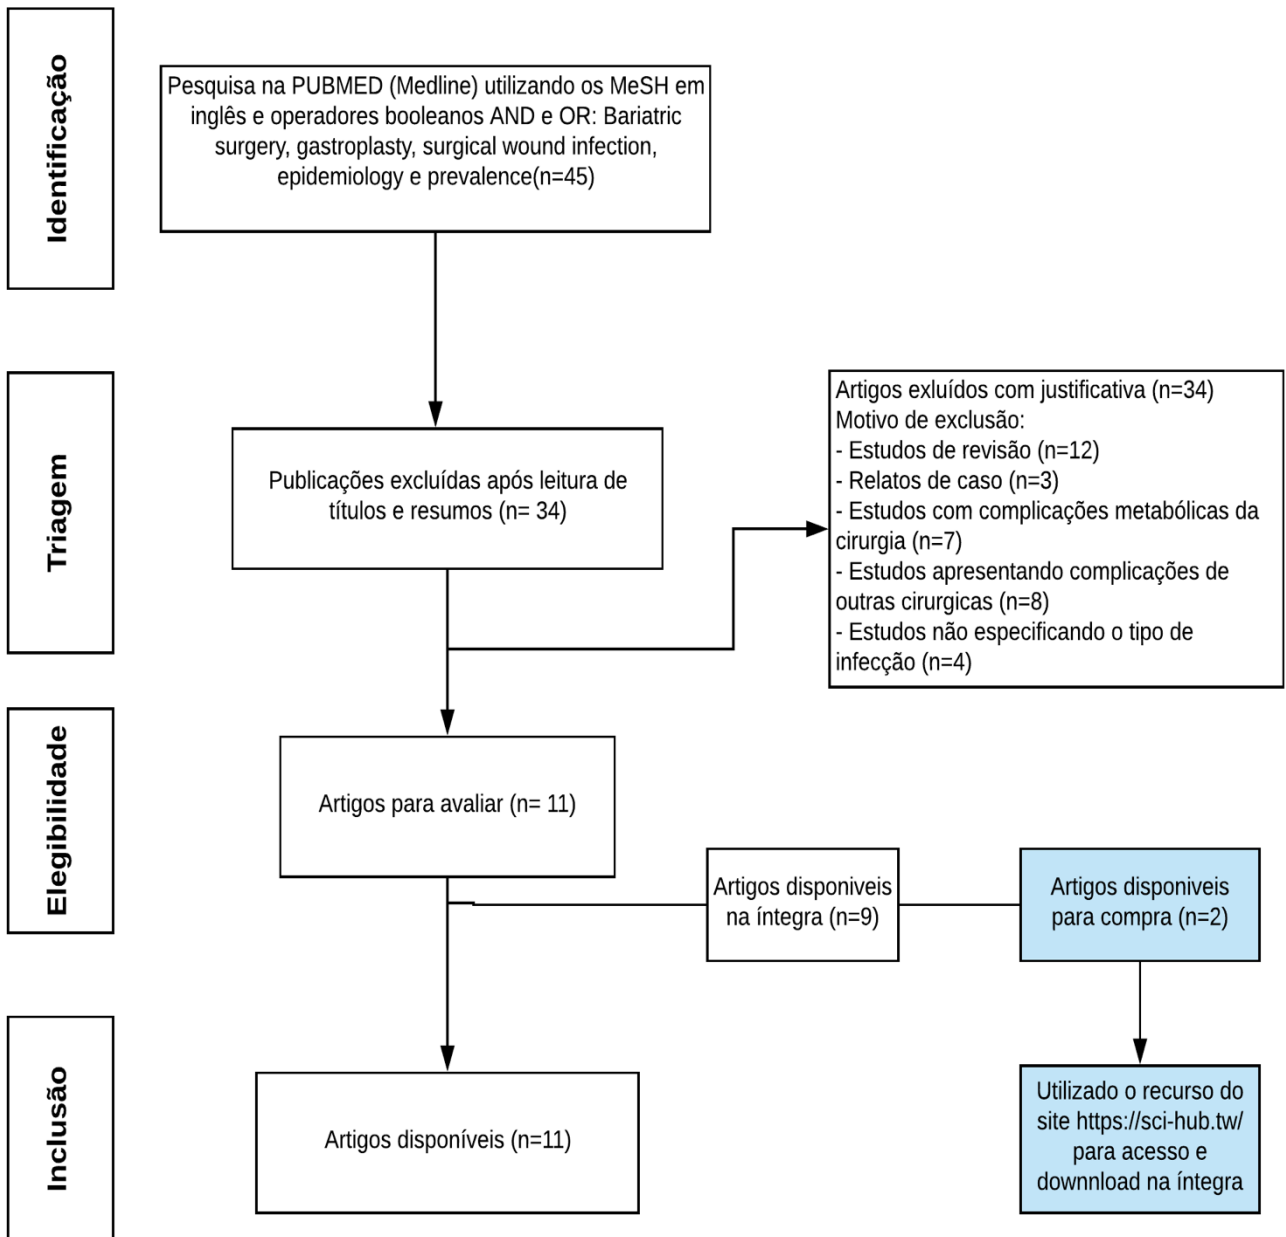 Identificação
Pesquisa na PUBMED (Medline) utilizando os MeSH em
inglês e operadores booleanos AND e OR: Bariatric
surgery, gastroplasty, surgical wound infection,
epidemiology e prevalence(n=45)
Triagem
Publicações excluídas após leitura de
títulos e resumos (n= 34)
Artigos exluídos com justificativa (n=34)
Motivo de exclusão:
- Estudos de revisão (n=12)
- Relatos de caso (n=3)
- Estudos com complicações metabólicas da
cirurgia (n=7)
- Estudos apresentando complicações de
outras cirurgicas (n=8)
- Estudos não especificando o tipo de
infecção (n=4)
Elegibilidade
Artigos para avaliar (n= 11)
Artigos disponiveis
na íntegra (n=9)
Artigos disponiveis
para compra (n=2)
Inclusão
Artigos disponíveis (n=11)
Utilizado o recurso do
site https://sci-hub.tw/
para acesso e
downnload na íntegra